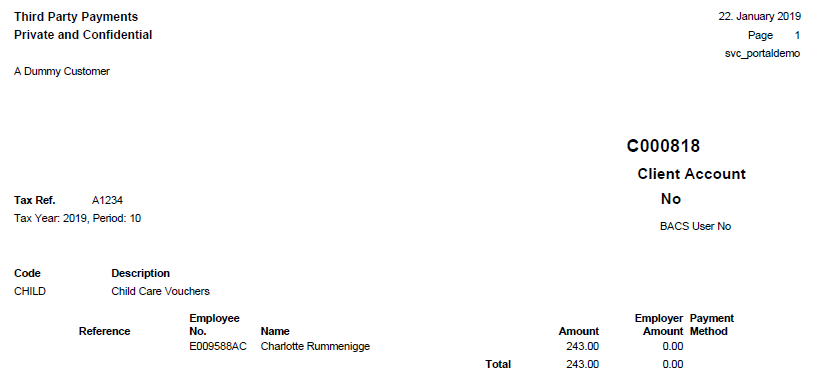 Third Party Payments
22. January 2019
Private and Confidential
Page 1
svc_portaldemo
A Dummy Customer
C000818
Client Account
No
Tax Ref. A1234
Tax Year: 2019, Period: 10
BACS User No
Code Description
CHILD Child Care Vouchers
Employee Employer Payment
Reference No. Name Amount Amount Method
E009588AC Charlotte Rummenigge 243.00 0.00
Total 243.00 0.00